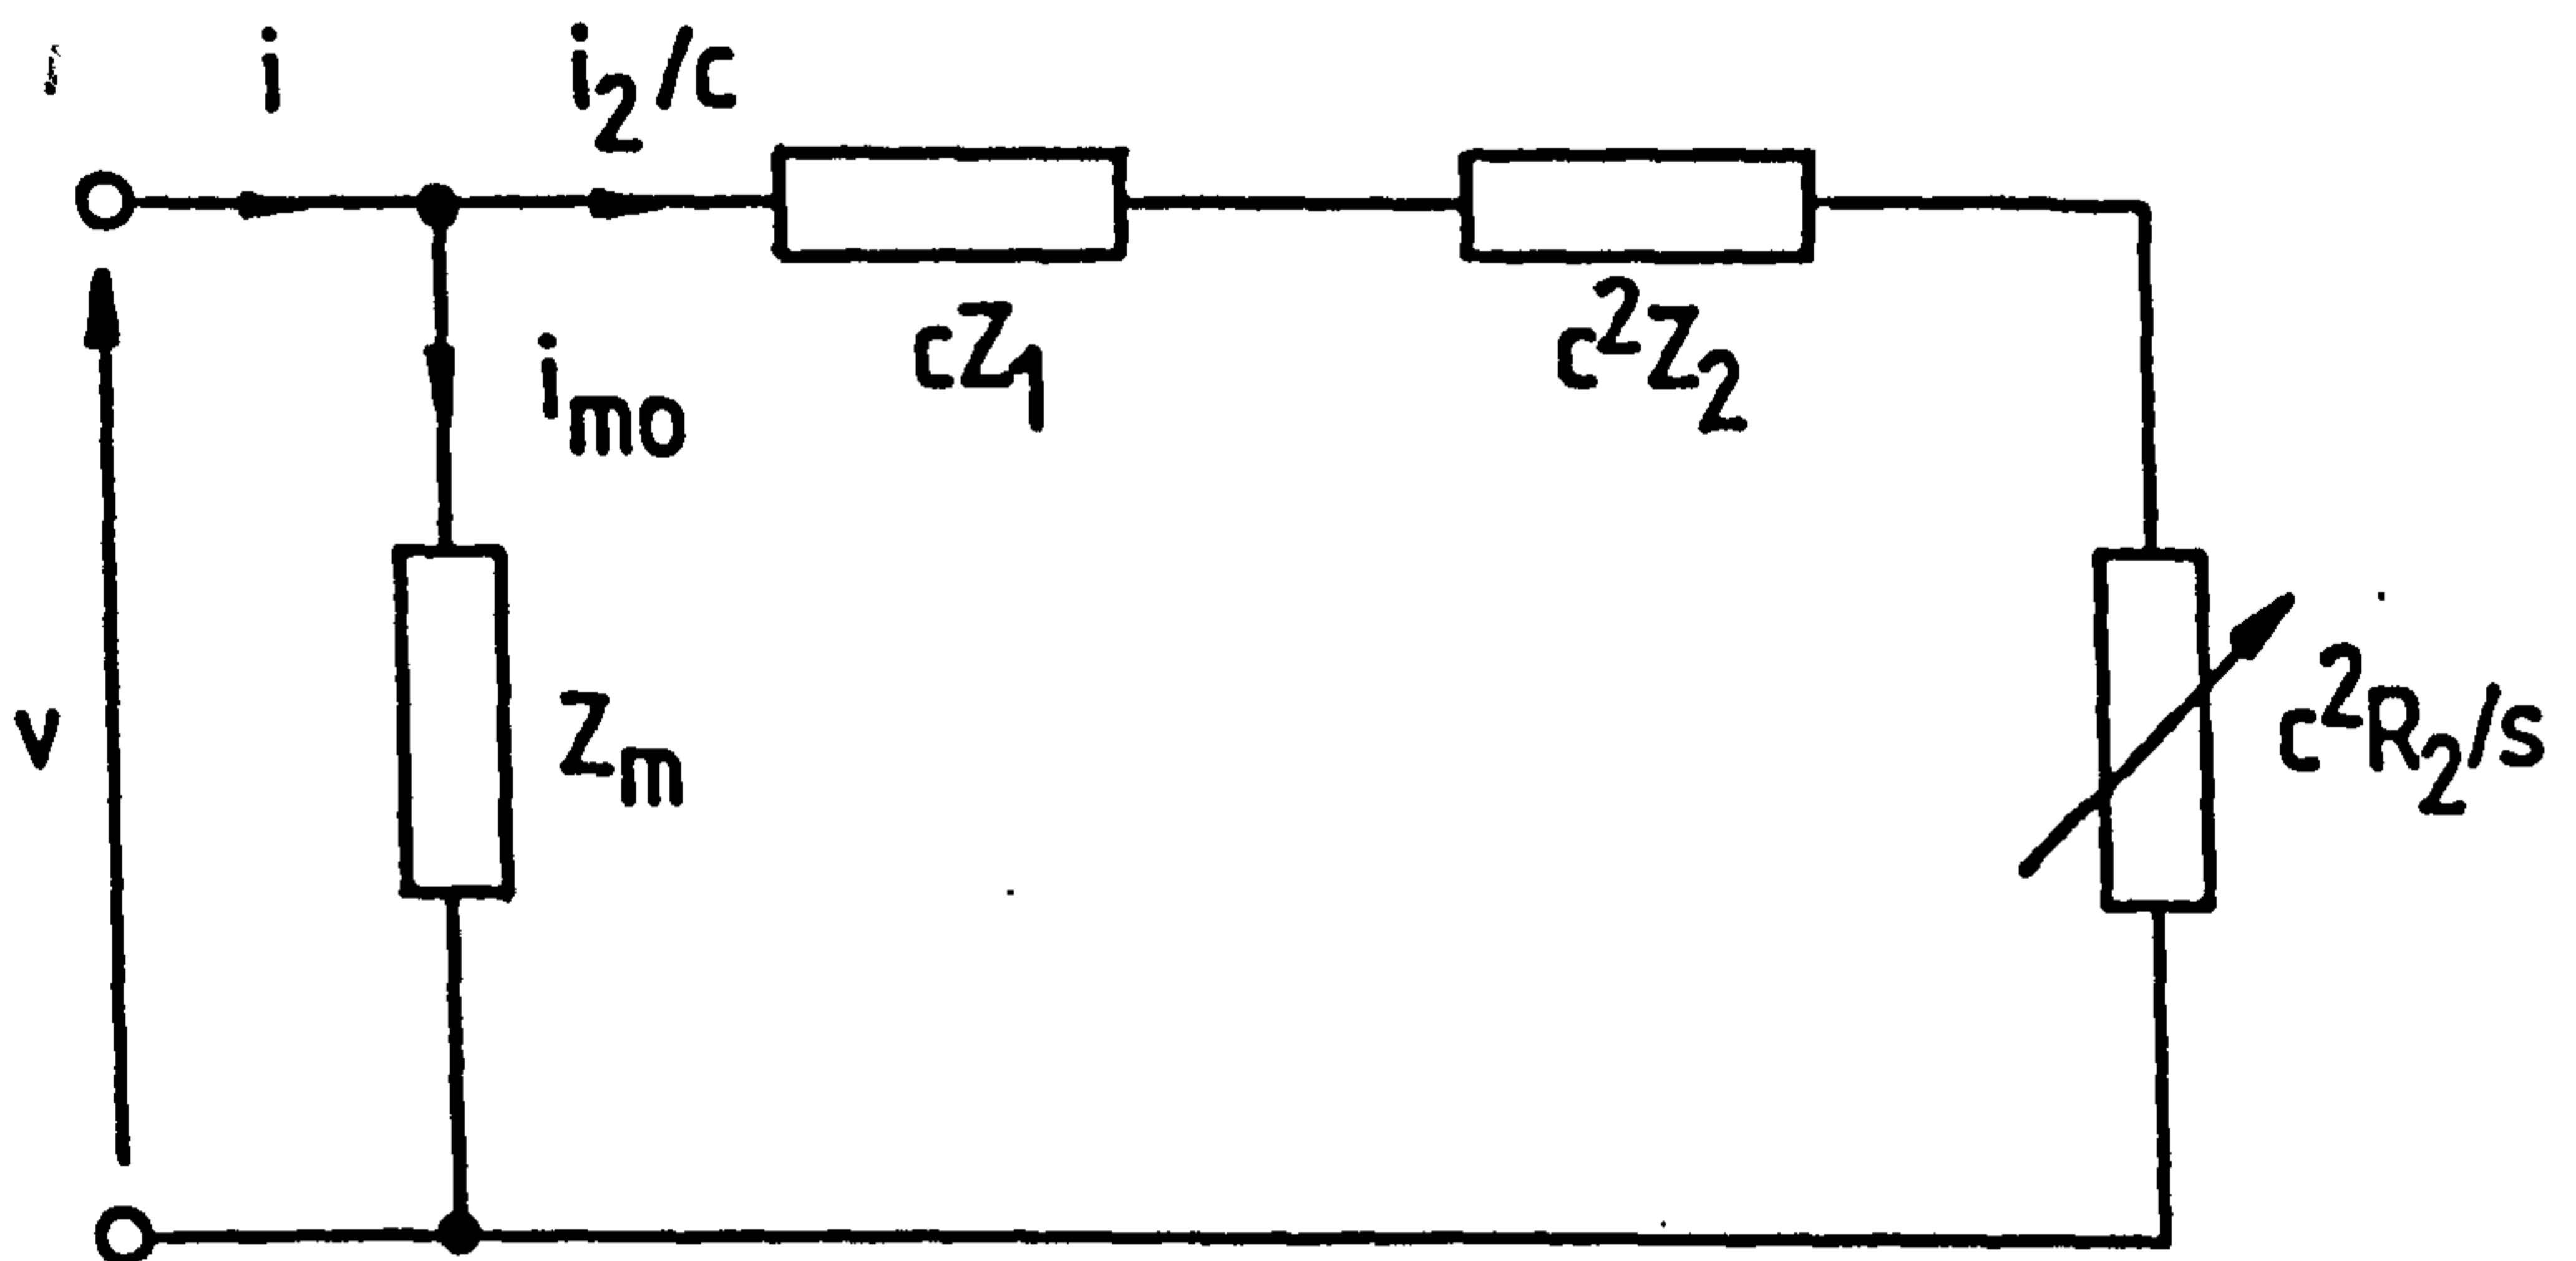 i
i₂/c
cZ₁
c²Z₂
iₘₒ
v
Zₘ
c²R₂/s